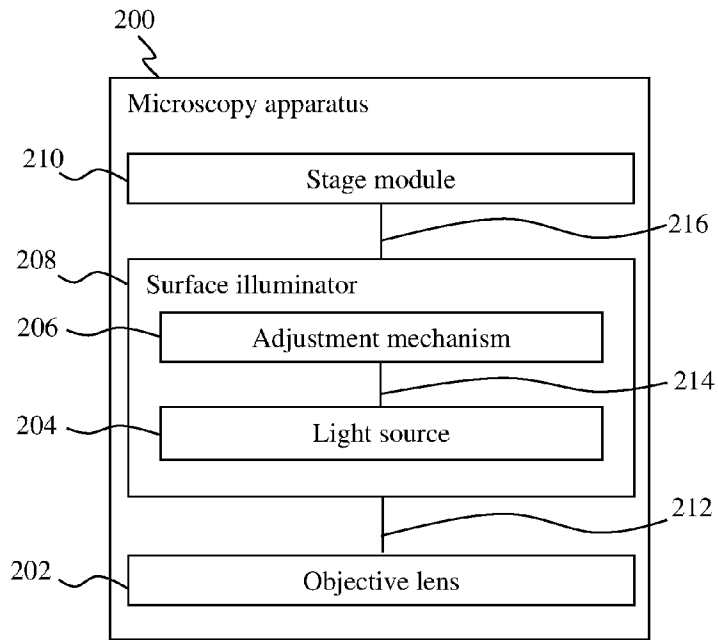 200
Microscopy apparatus
210
Stage module
216
208
Surface illuminator
206
Adjustment mechanism
214
204
Light source
212
202
Objective lens